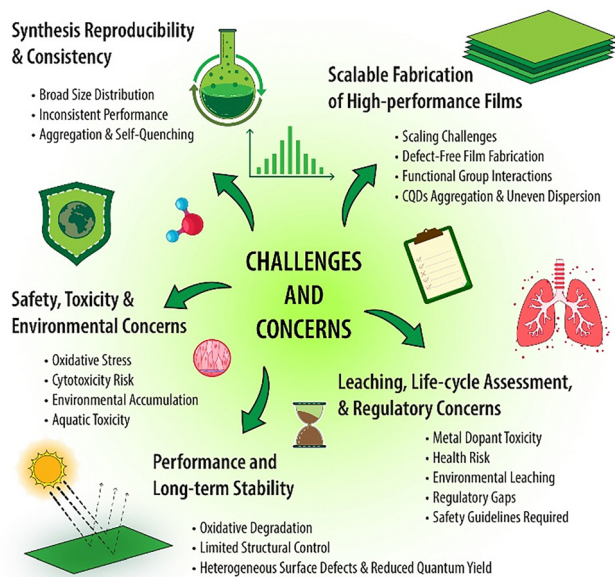 Synthesis Reproducibility
& Consistency
• Broad Size Distribution
• Inconsistent Performance
• Aggregation & Self-Quenching
Scalable Fabrication
of High-performance Films
• Scaling Challenges
• Defect-Free Film Fabrication
• Functional Group Interactions
• CQDs Aggregation & Uneven Dispersion
CHALLENGES
AND
CONCERNS
Safety, Toxicity &
Environmental Concerns
• Oxidative Stress
• Cytotoxicity Risk
• Environmental Accumulation
• Aquatic Toxicity
Leaching, Life-cycle Assessment,
& Regulatory Concerns
• Metal Dopant Toxicity
• Health Risk
• Environmental Leaching
• Regulatory Gaps
• Safety Guidelines Required
Performance and
Long-term Stability
• Oxidative Degradation
• Limited Structural Control
• Heterogeneous Surface Defects & Reduced Quantum Yield